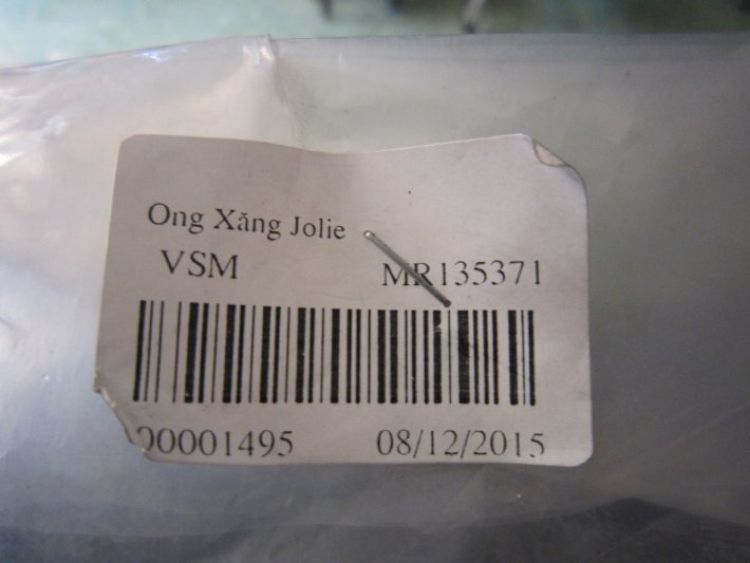 Ong Xăng Jolie
VSM MR135371
00001495 08/12/2015